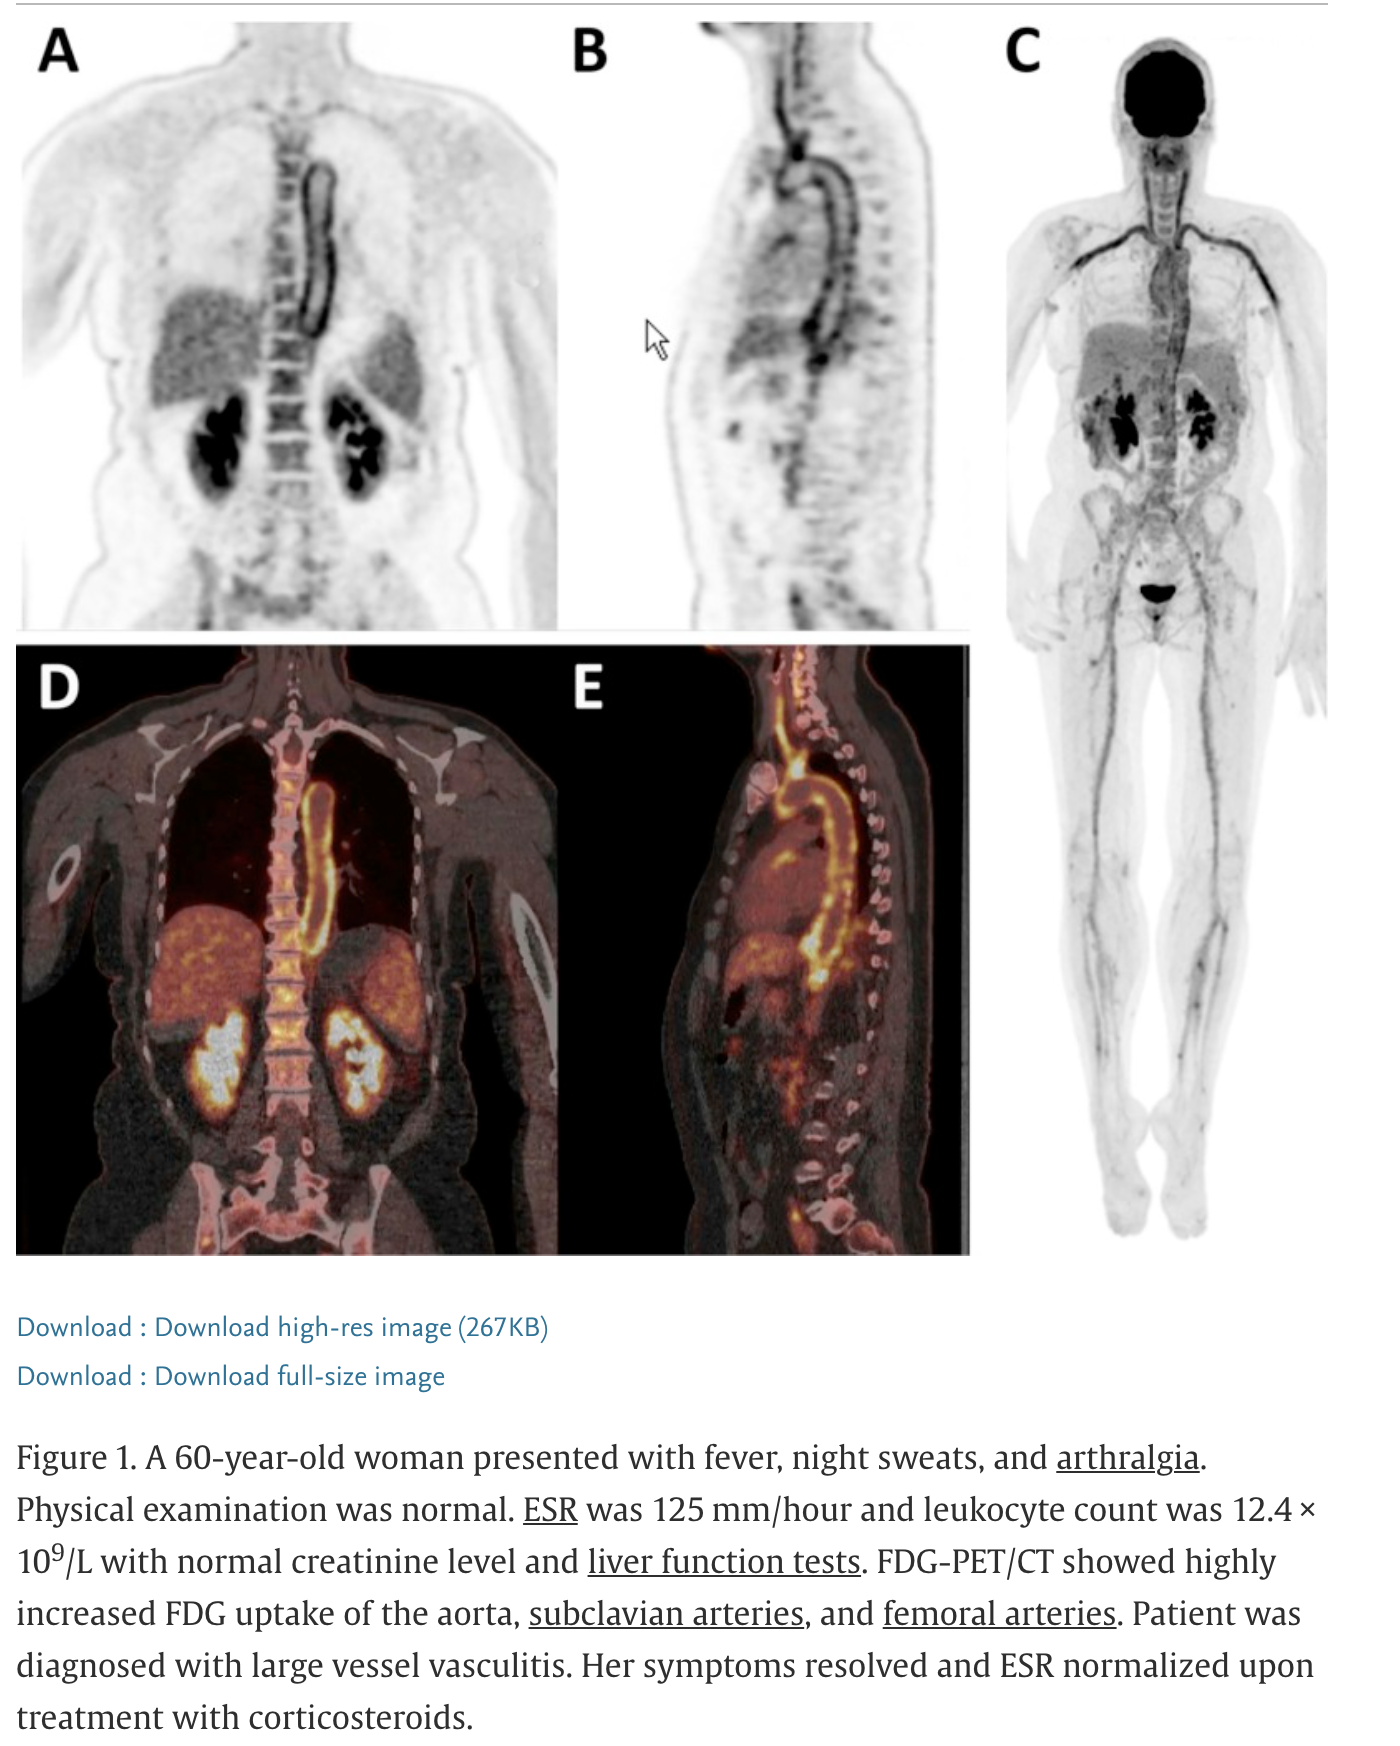 A
B
C
D
E
Download : Download high-res image (267KB)
Download : Download full-size image
Figure 1. A 60-year-old woman presented with fever, night sweats, and arthralgia.
Physical examination was normal. ESR was 125 mm/hour and leukocyte count was 12.4 ×
10⁹/L with normal creatinine level and liver function tests. FDG-PET/CT showed highly
increased FDG uptake of the aorta, subclavian arteries, and femoral arteries. Patient was
diagnosed with large vessel vasculitis. Her symptoms resolved and ESR normalized upon
treatment with corticosteroids.